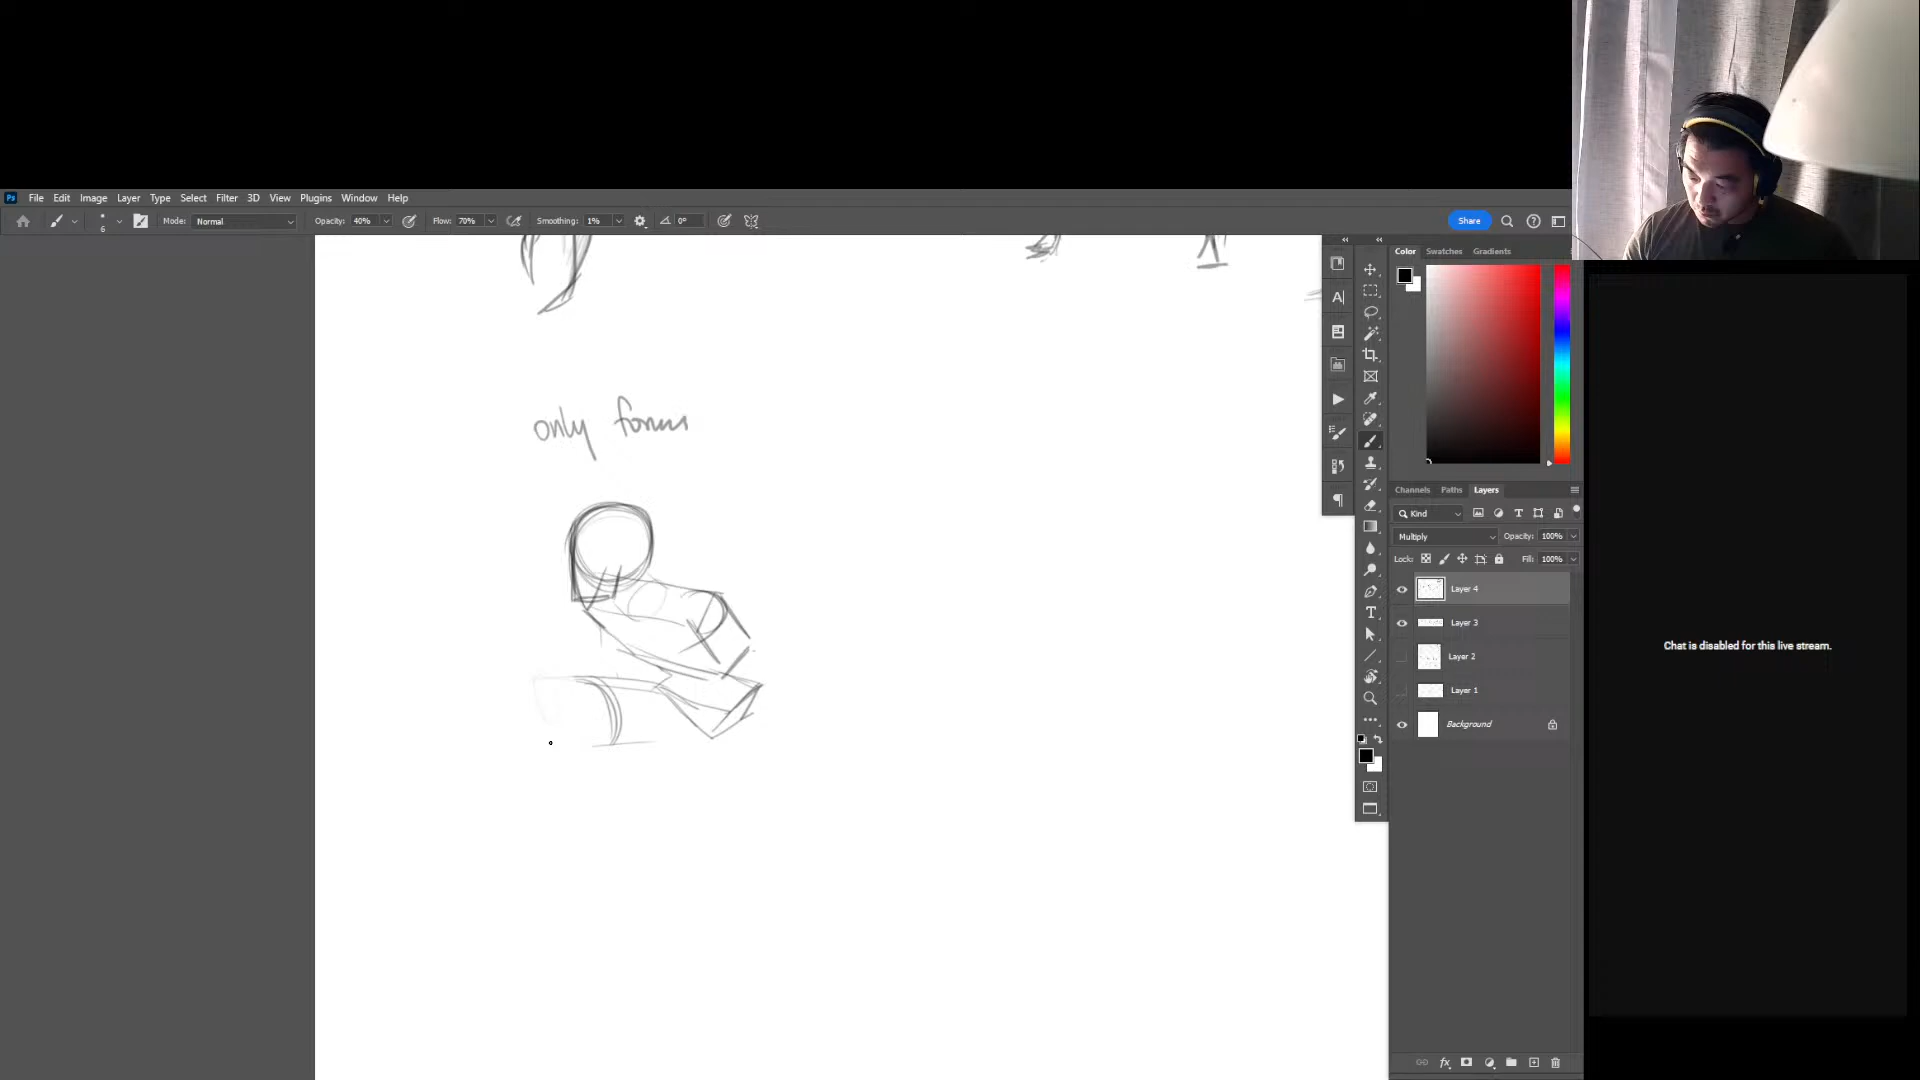 File Edit Image Layer Type Select Filter 3D View Plugins Window Help
6 Mode: Normal Opacity: 40% Flow: 70% Smoothing: 1% 0° Share
Color Swatches Gradients
only forms
Channels Paths Layers
Kind
Multiply Opacity: 100%
Lock: Fill: 100%
Layer 4
Layer 3
Layer 2
Layer 1
Background
Chat is disabled for this live stream.